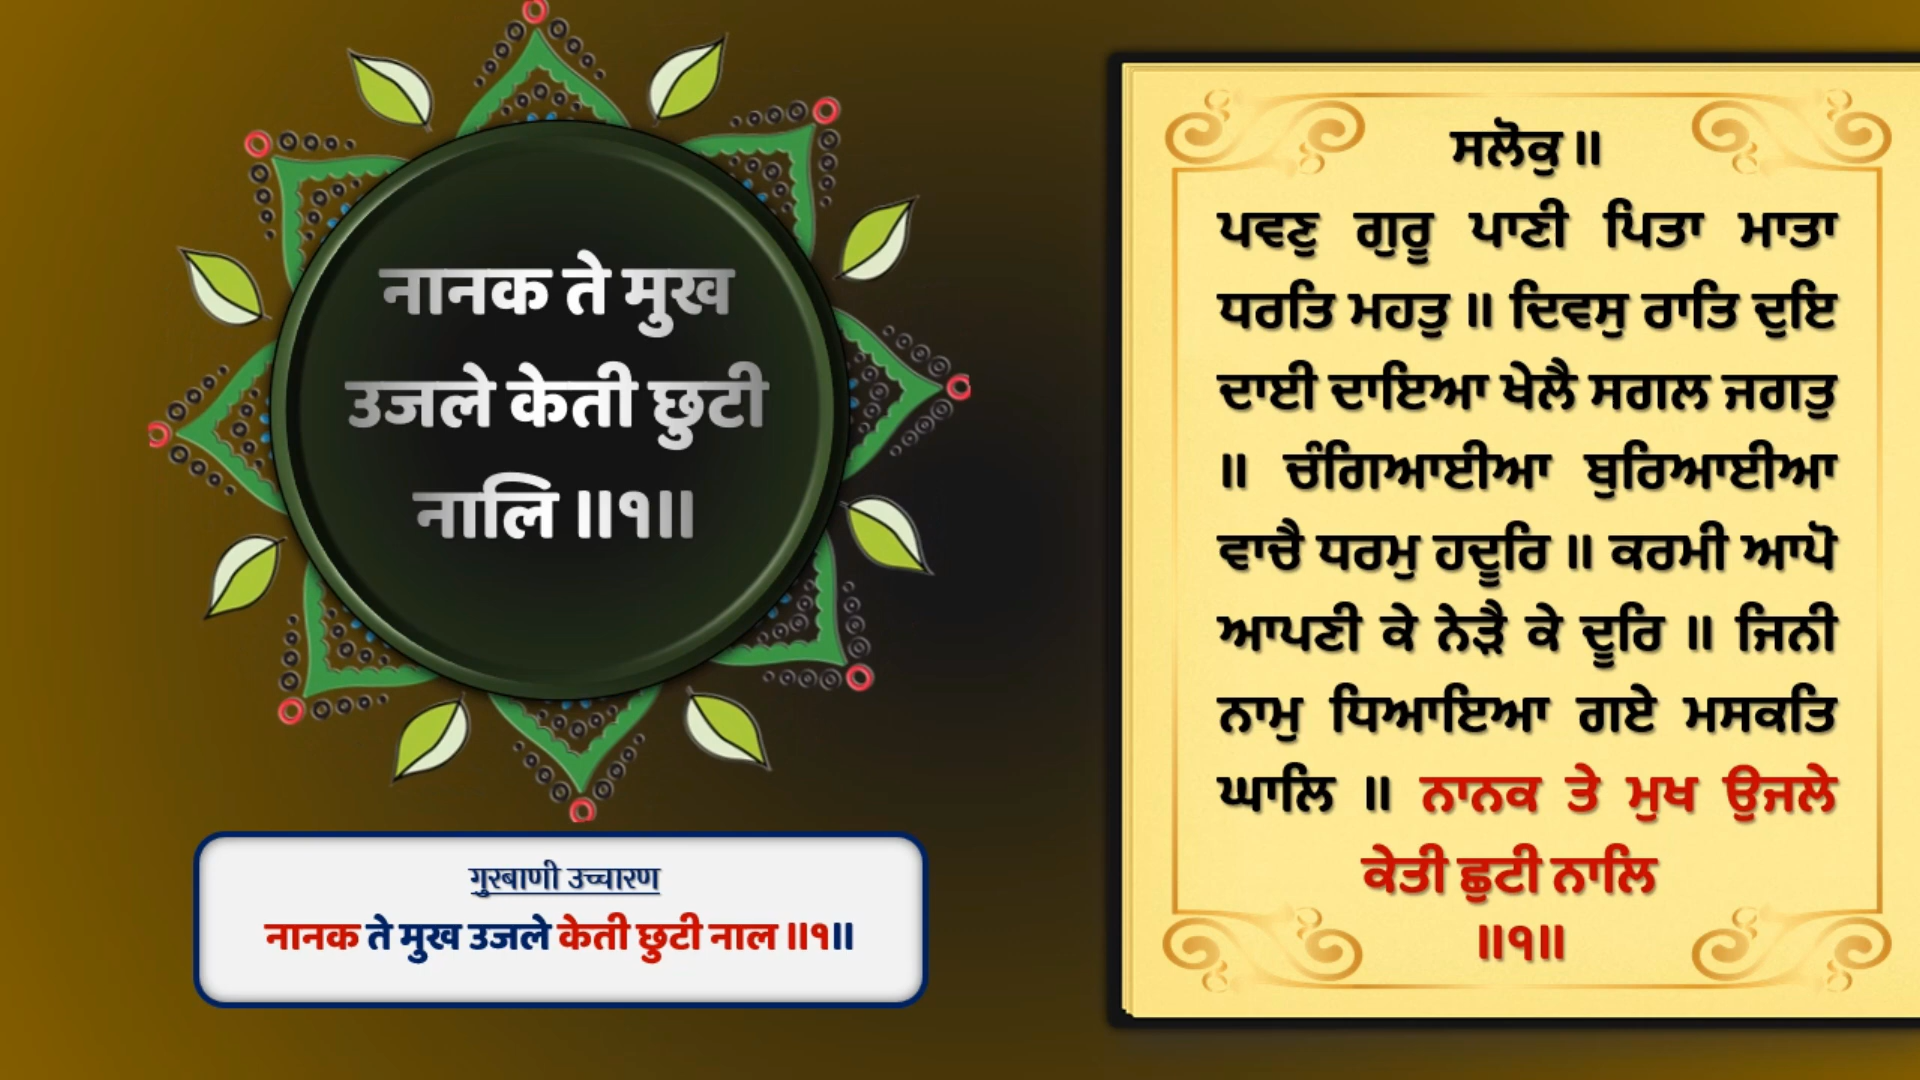 नानक ते मुख
उजले केती छुटी
नालि ॥१॥
गुरबाणी उच्चारण
नानक ते मुख उजले केती छुटी नाल ॥१॥
ਸਲੋਕੁ ॥
ਪਵਣੁ ਗੁਰੂ ਪਾਣੀ ਪਿਤਾ ਮਾਤਾ
ਧਰਤਿ ਮਹਤੁ ॥ ਦਿਵਸੁ ਰਾਤਿ ਦੁਇ
ਦਾਈ ਦਾਇਆ ਖੇਲੈ ਸਗਲ ਜਗਤੁ
॥ ਚੰਗਿਆਈਆ ਬੁਰਿਆਈਆ
ਵਾਚੈ ਧਰਮੁ ਹਦੂਰਿ ॥ ਕਰਮੀ ਆਪੋ
ਆਪਣੀ ਕੇ ਨੇੜੈ ਕੇ ਦੂਰਿ ॥ ਜਿਨੀ
ਨਾਮੁ ਧਿਆਇਆ ਗਏ ਮਸਕਤਿ
ਘਾਲਿ ॥ ਨਾਨਕ ਤੇ ਮੁਖ ਉਜਲੇ
ਕੇਤੀ ਛੁਟੀ ਨਾਲਿ
॥੧॥